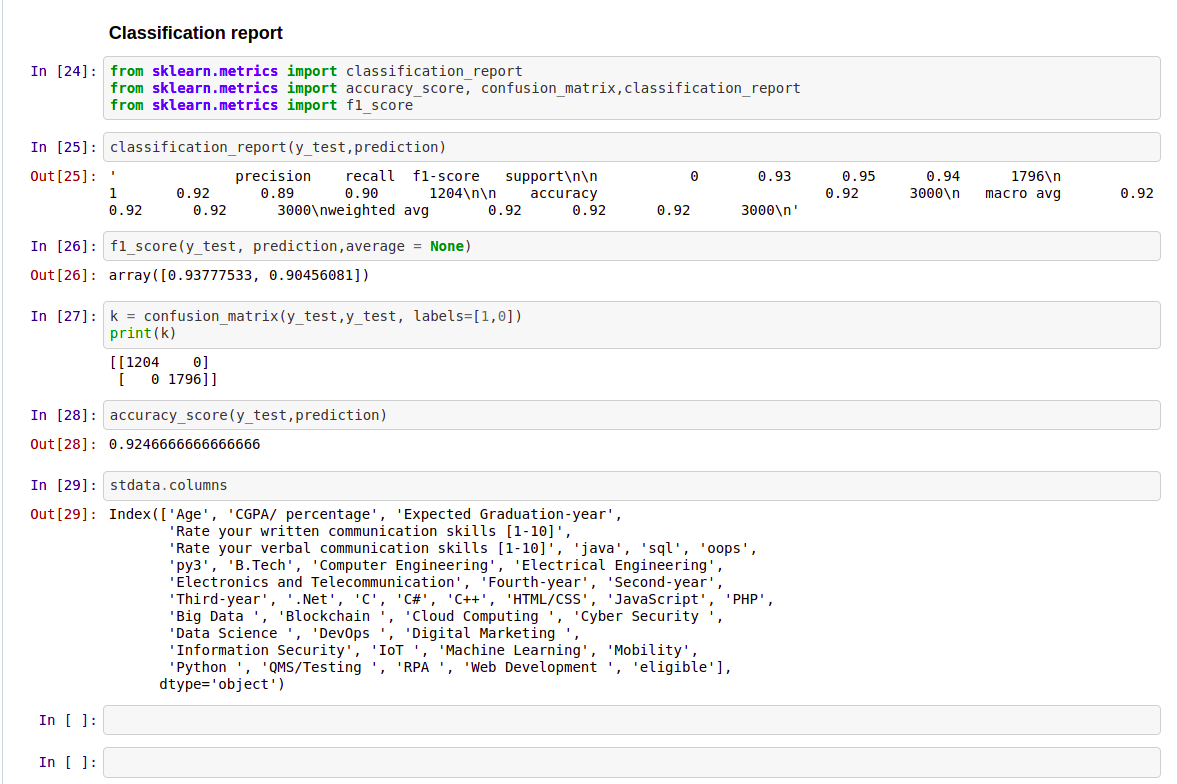 Classification report
In [24]: from sklearn.metrics import classification_report
from sklearn.metrics import accuracy_score, confusion_matrix,classification_report
from sklearn.metrics import f1_score
In [25]: classification_report(y_test,prediction)
Out[25]: '              precision    recall  f1-score   support\n\n           0       0.93      0.95      0.94      1796\n
1       0.92      0.89      0.90      1204\n\n    accuracy                           0.92      3000\n   macro avg       0.92
0.92      0.92      3000\nweighted avg       0.92      0.92      0.92      3000\n'
In [26]: f1_score(y_test, prediction,average = None)
Out[26]: array([0.93777533, 0.90456081])
In [27]: k = confusion_matrix(y_test,y_test, labels=[1,0])
print(k)
[[1204    0]
[   0 1796]]
In [28]: accuracy_score(y_test,prediction)
Out[28]: 0.9246666666666666
In [29]: stdata.columns
Out[29]: Index(['Age', 'CGPA/ percentage', 'Expected Graduation-year',
'Rate your written communication skills [1-10]',
'Rate your verbal communication skills [1-10]', 'java', 'sql', 'oops',
'py3', 'B.Tech', 'Computer Engineering', 'Electrical Engineering',
'Electronics and Telecommunication', 'Fourth-year', 'Second-year',
'Third-year', '.Net', 'C', 'C#', 'C++', 'HTML/CSS', 'JavaScript', 'PHP',
'Big Data ', 'Blockchain ', 'Cloud Computing ', 'Cyber Security ',
'Data Science ', 'DevOps ', 'Digital Marketing ',
'Information Security', 'IoT ', 'Machine Learning', 'Mobility',
'Python ', 'QMS/Testing ', 'RPA ', 'Web Development ', 'eligible'],
dtype='object')
In [ ]:
In [ ]: